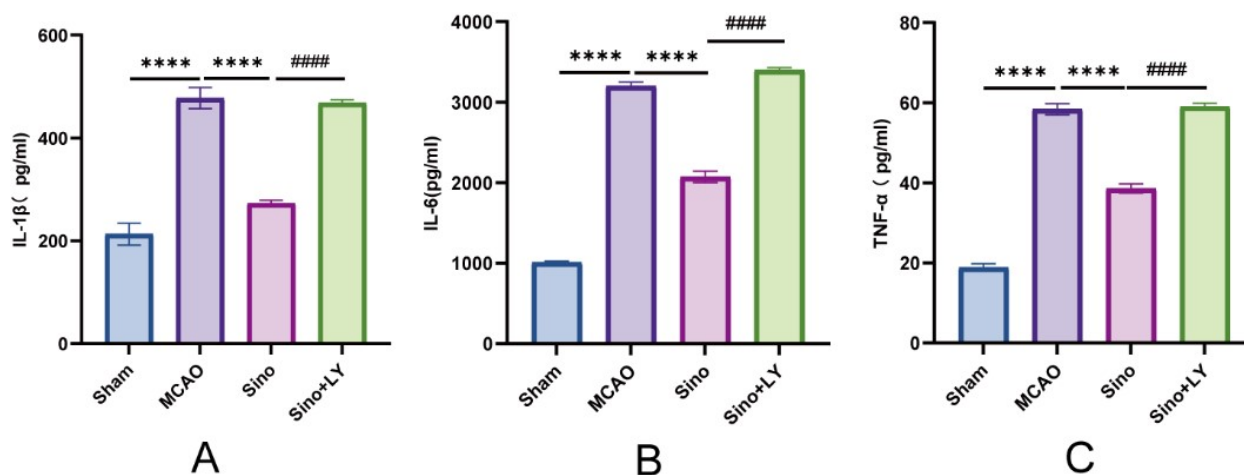 600
400
200
0
IL-1β( pg/ml)
**** **** ####
Sham
MCAO
Sino
Sino+LY
A
4000
3000
2000
1000
0
IL-6(pg/ml)
####
**** ****
Sham
MCAO
Sino
Sino+LY
B
80
60
40
20
0
TNF-α( pg/ml)
**** **** ####
Sham
MCAO
Sino
Sino+LY
C